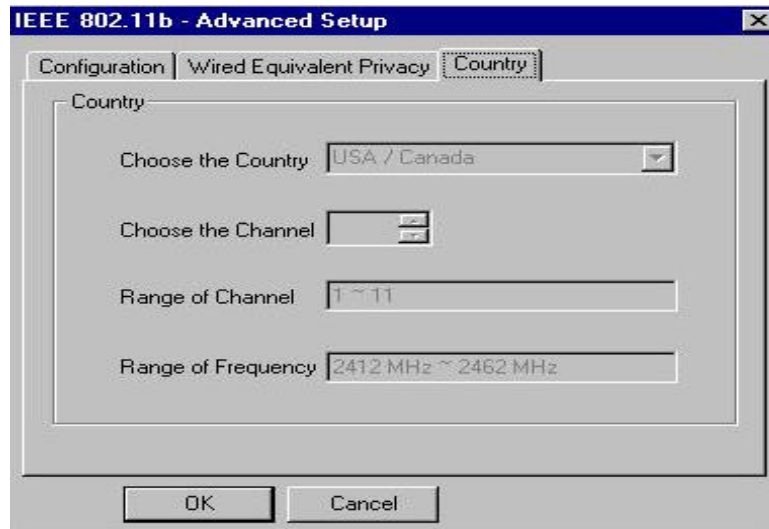 IEEE 802.11b - Advanced Setup
Configuration Wired Equivalent Privacy Country
Country
Choose the Country USA / Canada
Choose the Channel
Range of Channel 1 ~ 11
Range of Frequency 2412 MHz ~ 2462 MHz
OK Cancel